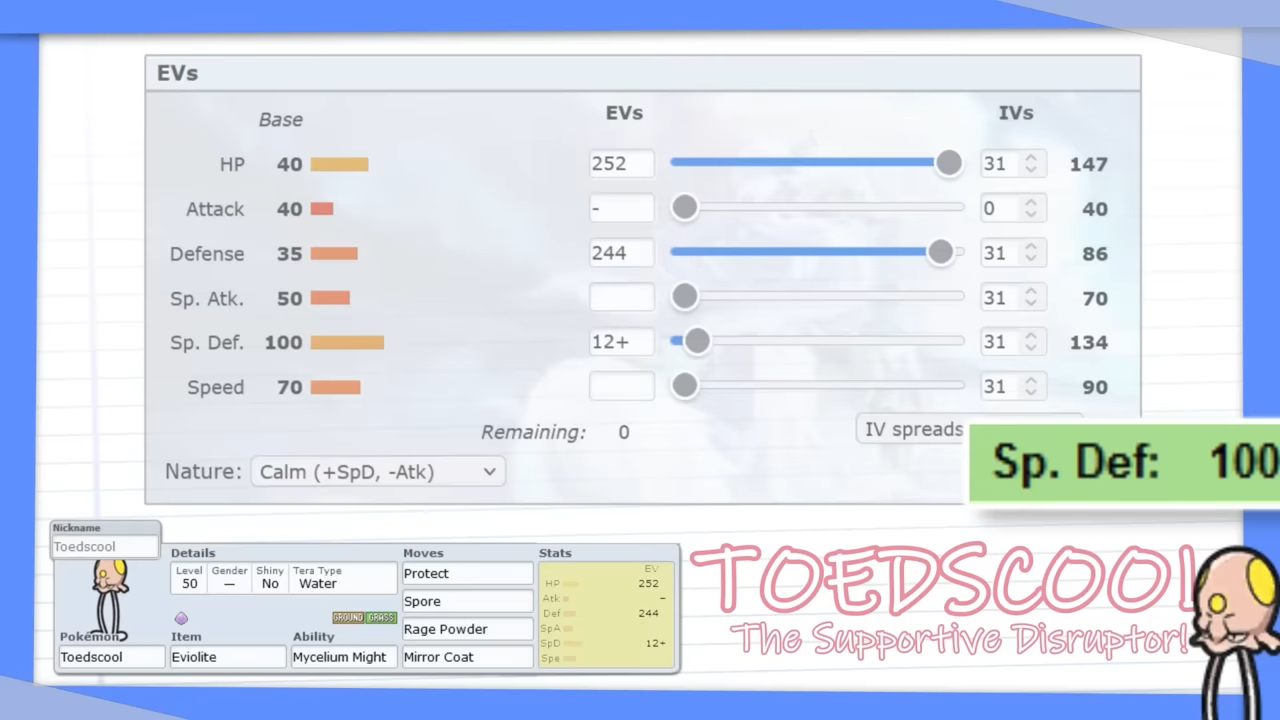 EVs
Base EVs IVs
HP 40 252 31 147
Attack 40 - 0 40
Defense 35 244 31 86
Sp. Atk. 50 31 70
Sp. Def. 100 12+ 31 134
Speed 70 31 90
Remaining: 0
IV spreads
Nature: Calm (+SpD, -Atk)
Sp. Def: 100
Nickname
Toedscool
Details
Level Gender Shiny Tera Type
50 — No Water
GROUND GRASS
Pokémon Item Ability
Toedscool Eviolite Mycelium Might
Moves
Protect
Spore
Rage Powder
Mirror Coat
Stats
EV
HP 252
Atk –
Def 244
SpA
SpD 12+
Spe
TOEDSCOOL
The Supportive Disruptor!